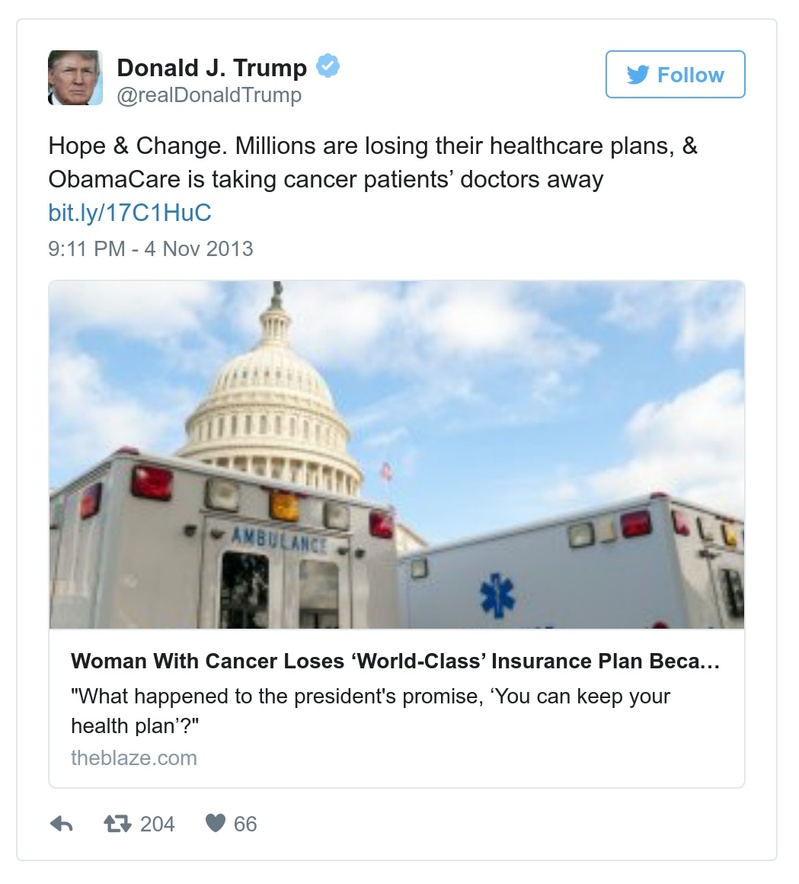 Donald J. Trump
@realDonaldTrump
Follow
Hope & Change. Millions are losing their healthcare plans, &
ObamaCare is taking cancer patients’ doctors away
bit.ly/17C1HuC
9:11 PM - 4 Nov 2013
AMBULANCE
Woman With Cancer Loses ‘World-Class’ Insurance Plan Beca…
"What happened to the president's promise, ‘You can keep your
health plan’?"
theblaze.com
204
66